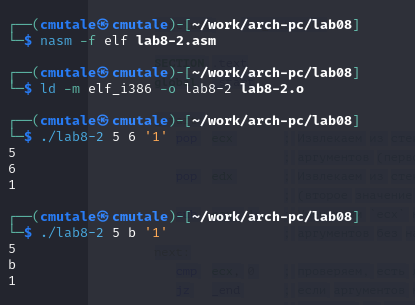 ┌──(cmutale㉿cmutale)-[~/work/arch-pc/lab08]
└─$ nasm -f elf lab8-2.asm
┌──(cmutale㉿cmutale)-[~/work/arch-pc/lab08]
└─$ ld -m elf_i386 -o lab8-2 lab8-2.o
┌──(cmutale㉿cmutale)-[~/work/arch-pc/lab08]
└─$ ./lab8-2 5 6 '1'
5
6
1
┌──(cmutale㉿cmutale)-[~/work/arch-pc/lab08]
└─$ ./lab8-2 5 b '1'
5
b
1